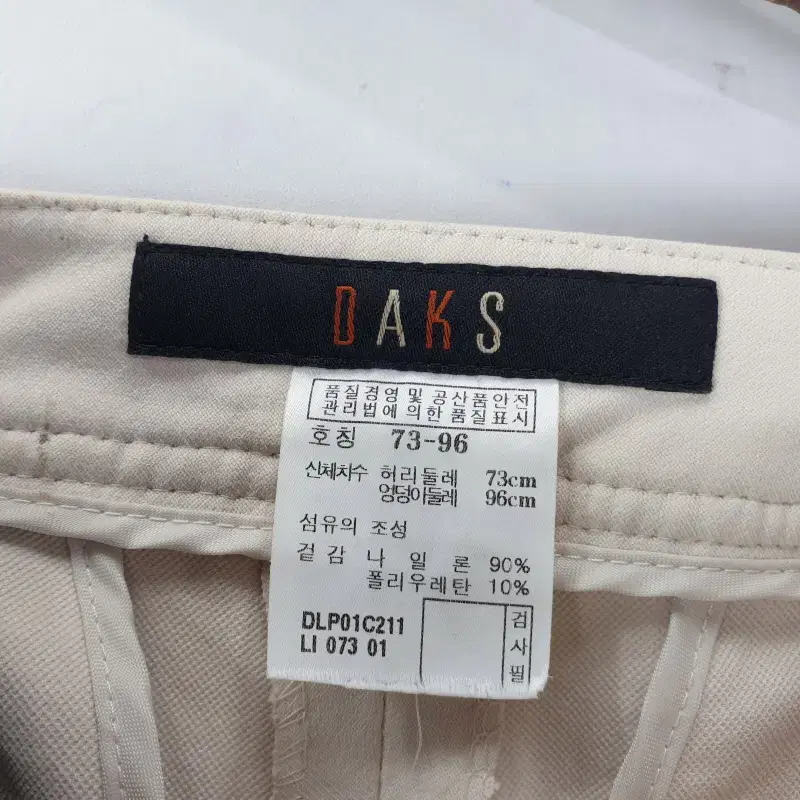 DAKS
품질경영 및 공산품안전
관리법에 의한 품질표시
호칭 73-96
신체차수 허리둘레 73cm
엉덩이둘레 96cm
섬유의 조성
겉감 나일론 90%
폴리우레탄 10%
DLP01C211
LI 073 01
검사필